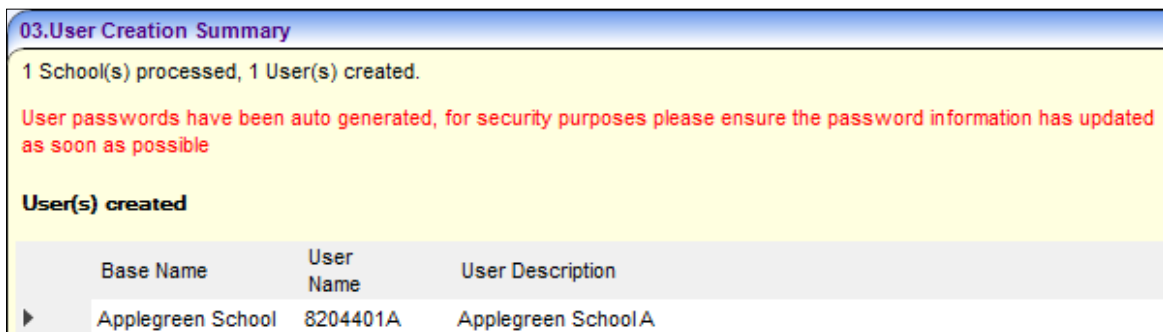 03.User Creation Summary
1 School(s) processed, 1 User(s) created.
User passwords have been auto generated, for security purposes please ensure the password information has updated
as soon as possible
User(s) created
Base Name User Name User Description
Applegreen School 8204401A Applegreen School A